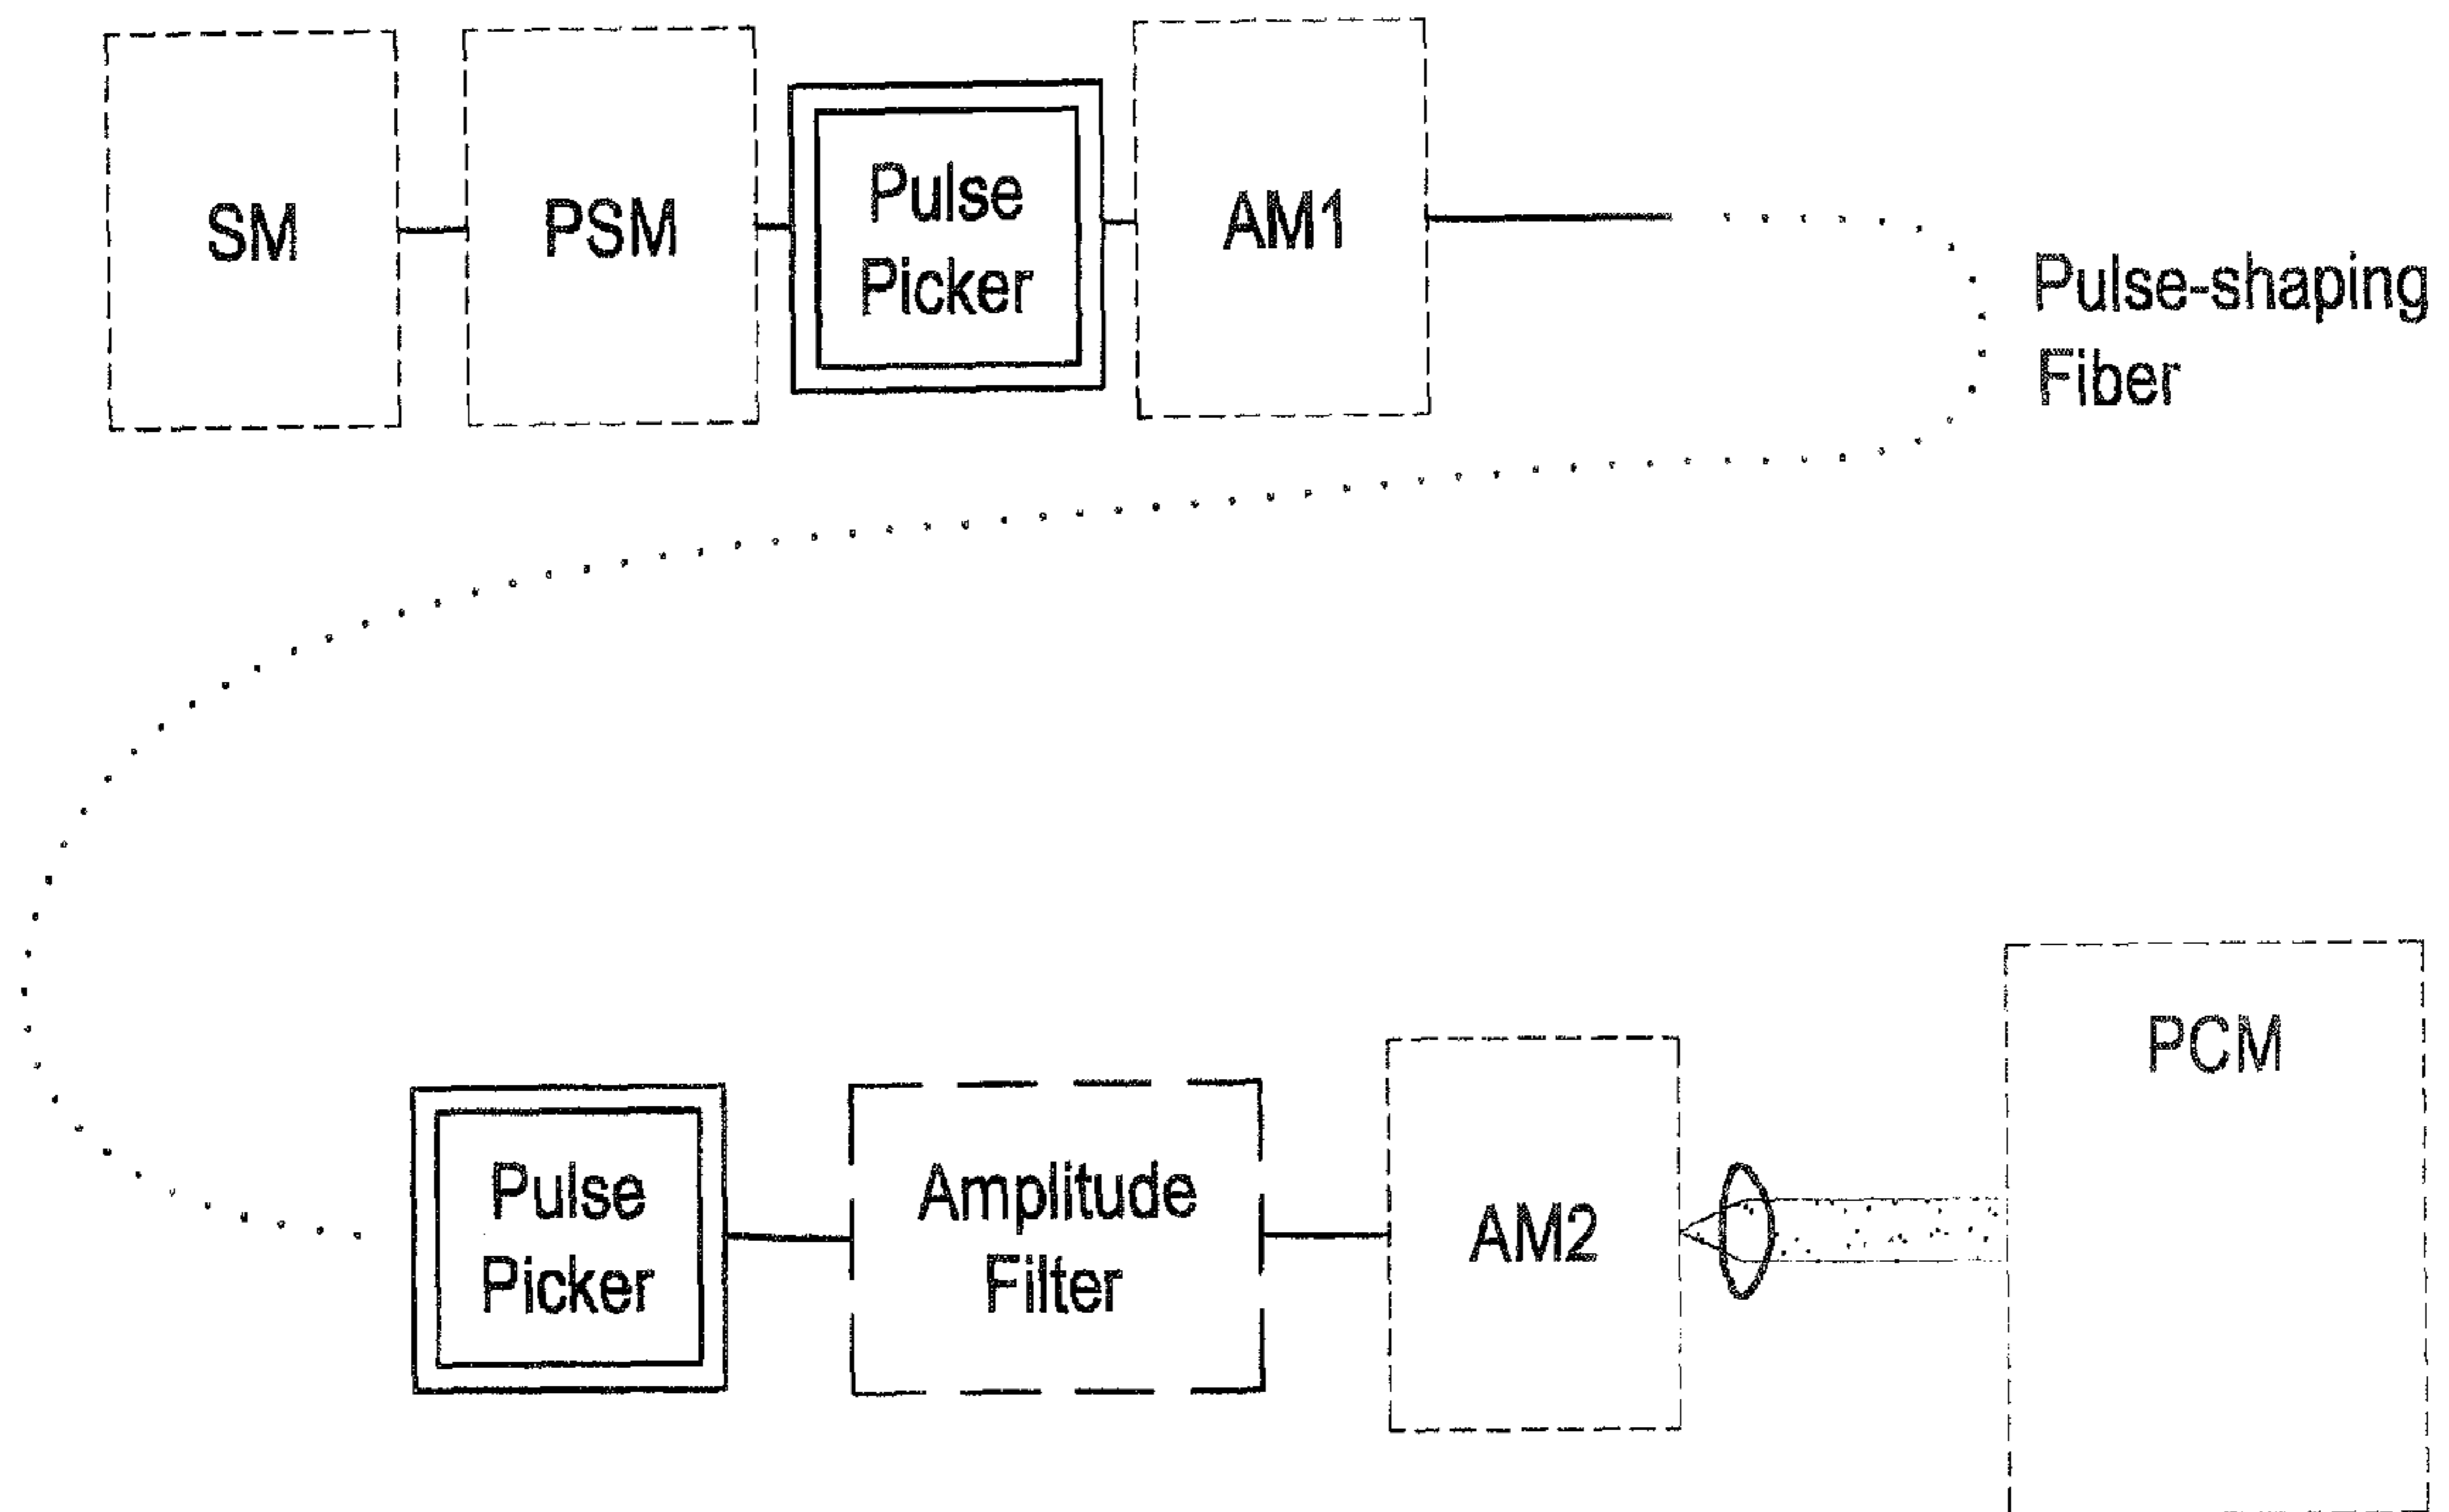 SM
PSM
Pulse
Picker
AM1
Pulse-shaping
Fiber
Pulse
Picker
Amplitude
Filter
AM2
PCM